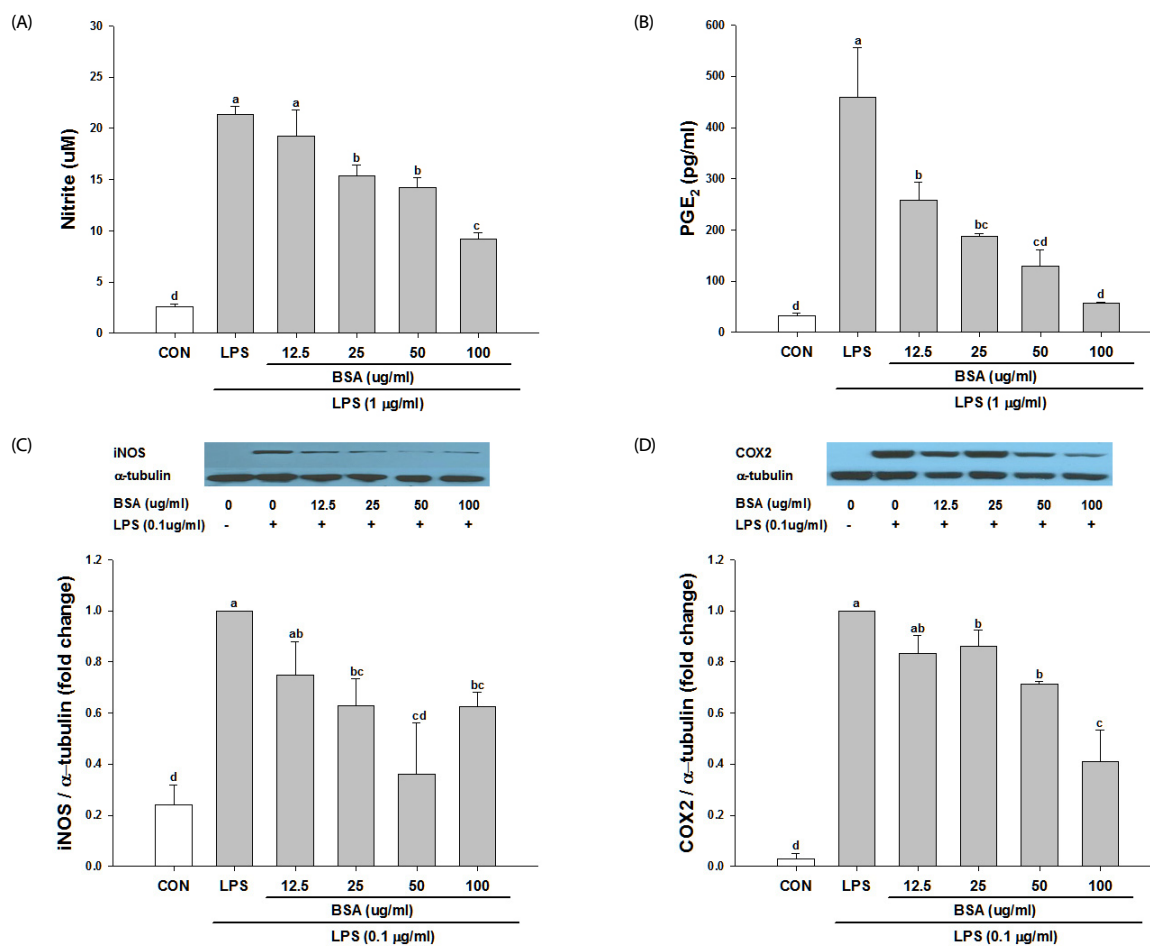 (A)
30
25
20
15
10
5
0
Nitrite (uM)
d
a
a
b
b
c
CON LPS 12.5 25 50 100
BSA (ug/ml)
LPS (1 μg/ml)
(B)
600
500
400
300
200
100
0
PGE2 (pg/ml)
d
a
b
bc
cd
d
CON LPS 12.5 25 50 100
BSA (ug/ml)
LPS (1 μg/ml)
(C)
iNOS
α-tubulin
BSA (ug/ml) 0 0 12.5 25 50 100
LPS (0.1ug/ml) - + + + + +
1.2
1.0
0.8
0.6
0.4
0.2
0.0
iNOS / α–tubulin (fold change)
d
a
ab
bc
cd
bc
CON LPS 12.5 25 50 100
BSA (ug/ml)
LPS (0.1 μg/ml)
(D)
COX2
α-tubulin
BSA (ug/ml) 0 0 12.5 25 50 100
LPS (0.1ug/ml) - + + + + +
1.2
1.0
0.8
0.6
0.4
0.2
0.0
COX2 / α–tubulin (fold change)
d
a
ab
b
b
c
CON LPS 12.5 25 50 100
BSA (ug/ml)
LPS (0.1 μg/ml)